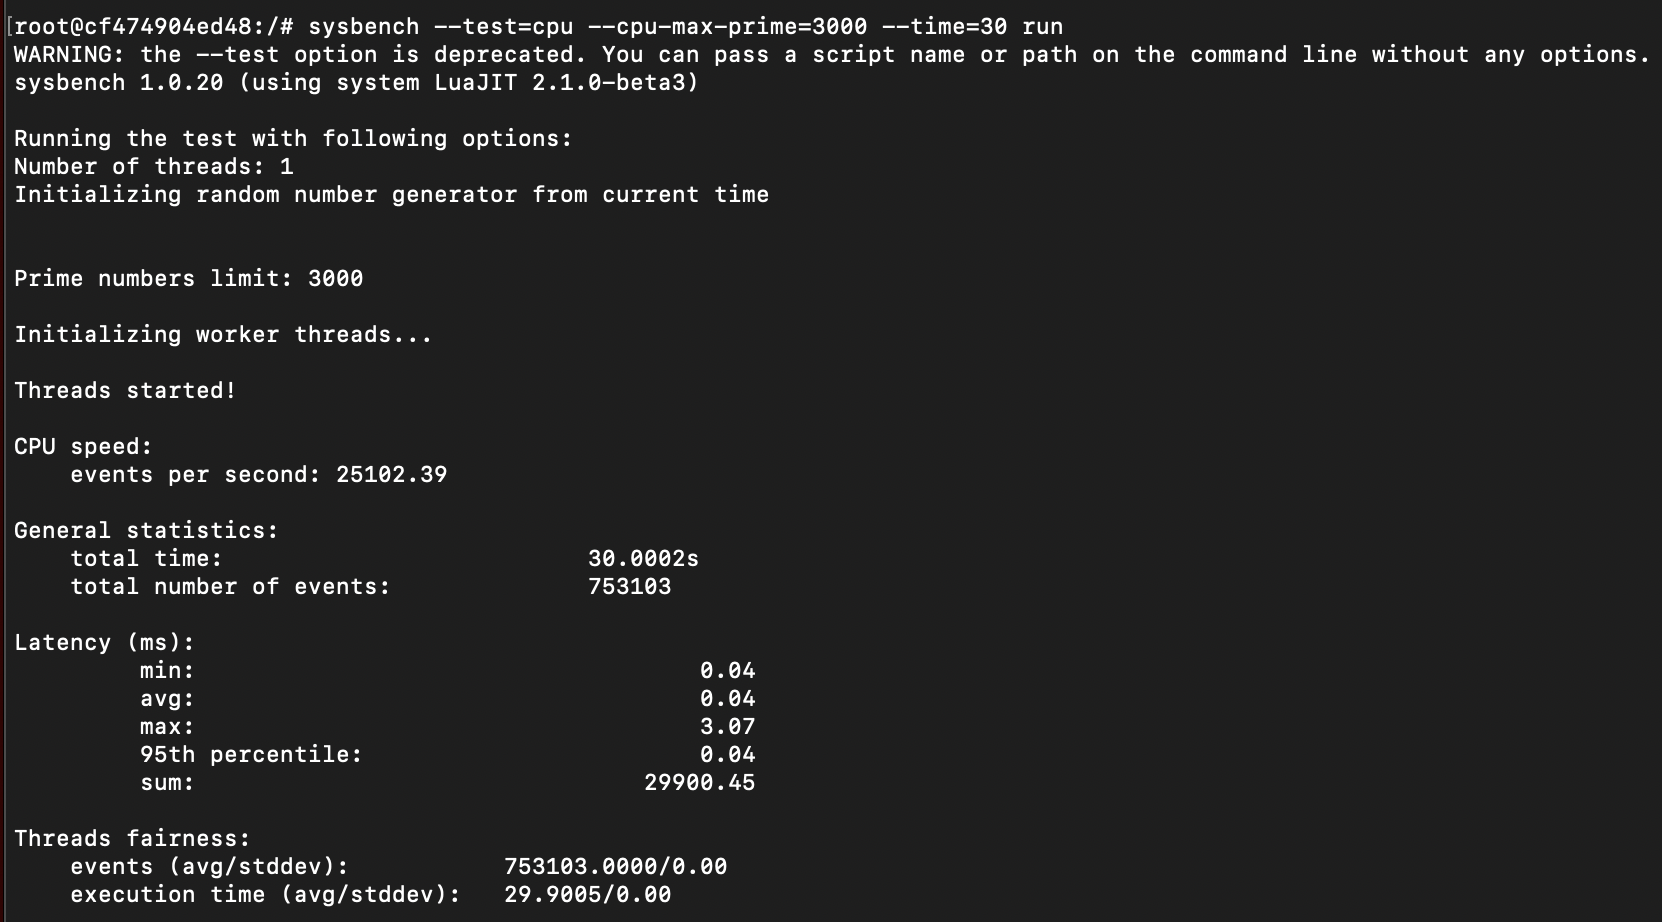 [root@cf474904ed48:/# sysbench --test=cpu --cpu-max-prime=3000 --time=30 run
WARNING: the --test option is deprecated. You can pass a script name or path on the command line without any options.
sysbench 1.0.20 (using system LuaJIT 2.1.0-beta3)
Running the test with following options:
Number of threads: 1
Initializing random number generator from current time
Prime numbers limit: 3000
Initializing worker threads...
Threads started!
CPU speed:
events per second: 25102.39
General statistics:
total time: 30.0002s
total number of events: 753103
Latency (ms):
min: 0.04
avg: 0.04
max: 3.07
95th percentile: 0.04
sum: 29900.45
Threads fairness:
events (avg/stddev): 753103.0000/0.00
execution time (avg/stddev): 29.9005/0.00